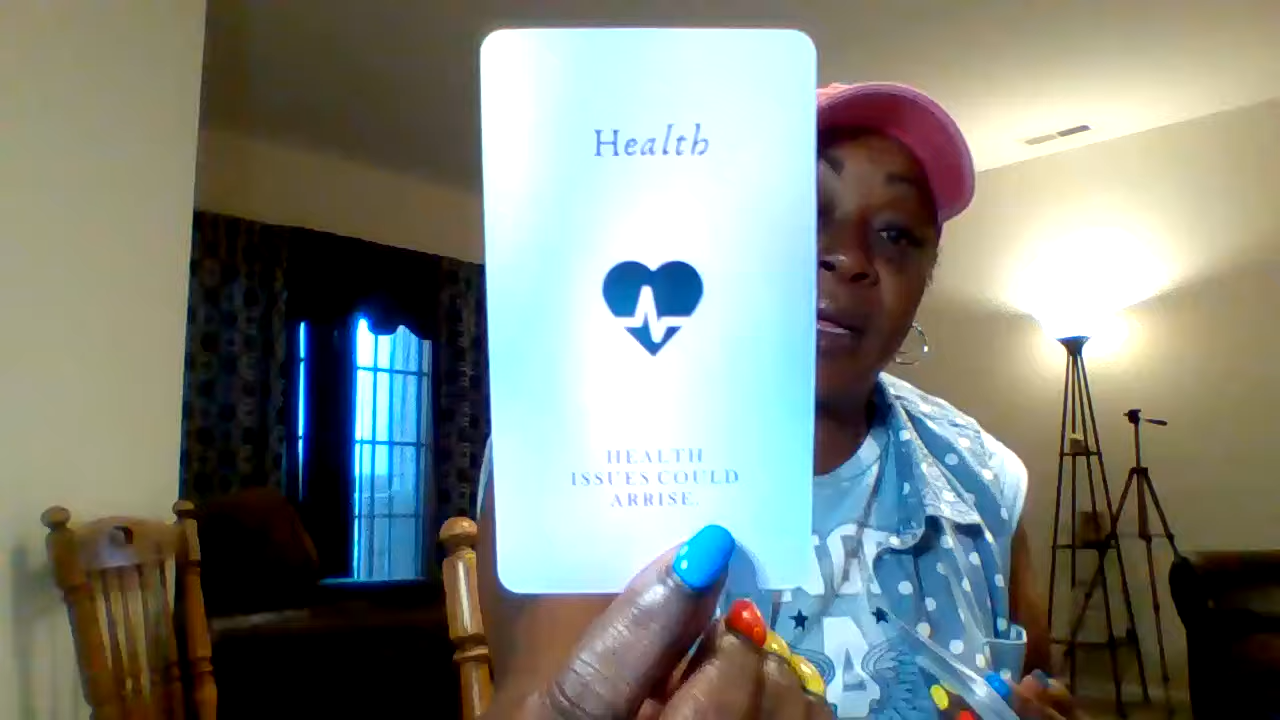 Health
HEALTH
ISSUES COULD
ARRISE.
A